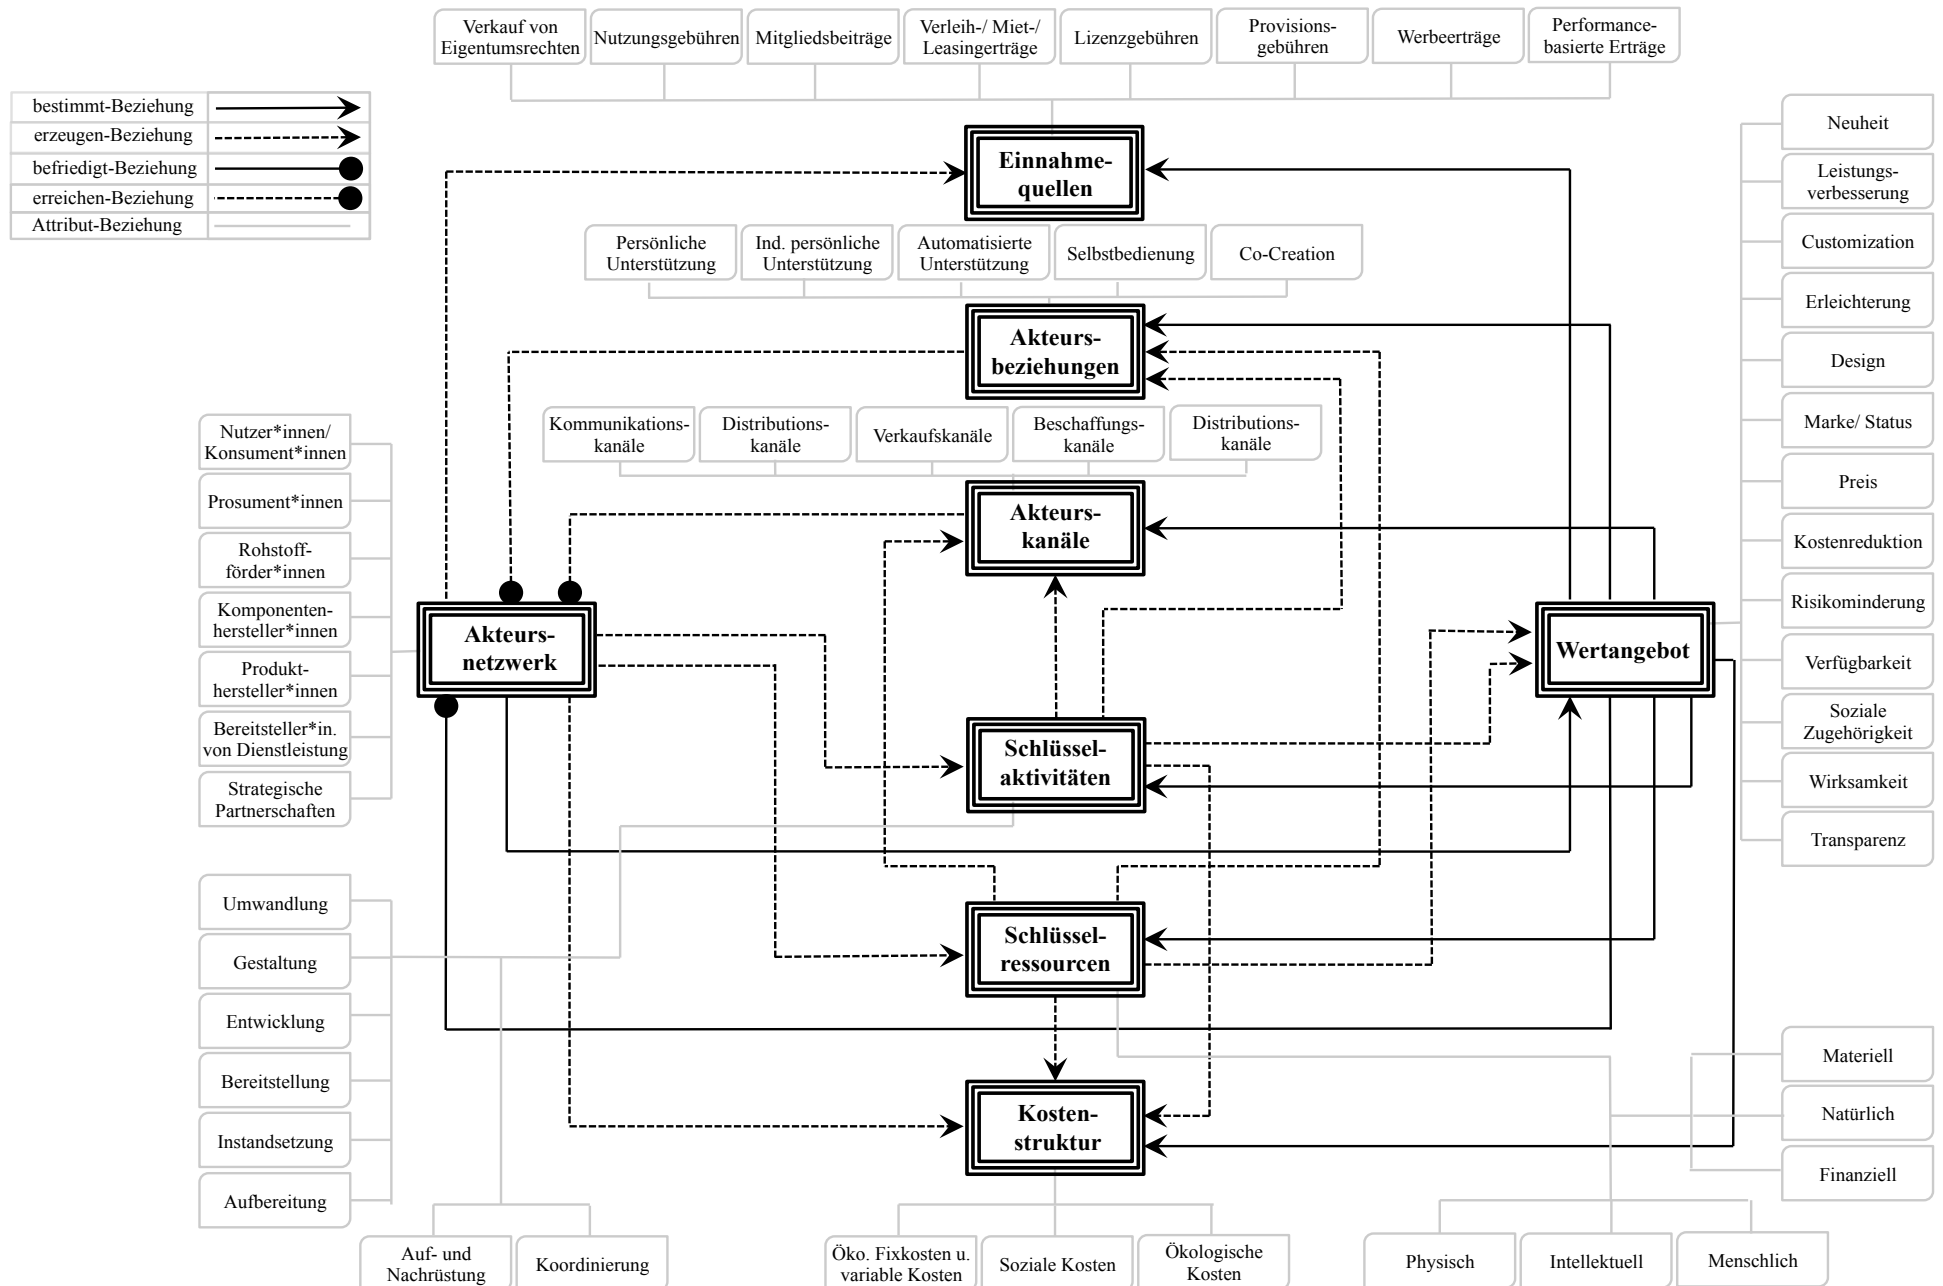 Verkauf von
Eigentumsrechten
Nutzungsgebühren
Mitgliedsbeiträge
Verleih-/ Miet-/
Leasingerträge
Lizenzgebühren
Provisions-
gebühren
Werbeerträge
Performance-
basierte Erträge
bestimmt-Beziehung
erzeugen-Beziehung
befriedigt-Beziehung
erreichen-Beziehung
Attribut-Beziehung
Einnahme-
quellen
Persönliche
Unterstützung
Ind. persönliche
Unterstützung
Automatisierte
Unterstützung
Selbstbedienung
Co-Creation
Akteurs-
beziehungen
Kommunikations-
kanäle
Distributions-
kanäle
Verkaufskanäle
Beschaffungs-
kanäle
Distributions-
kanäle
Akteurs-
kanäle
Nutzer*innen/
Konsument*innen
Prosument*innen
Rohstoff-
förder*innen
Komponenten-
hersteller*innen
Produkt-
hersteller*innen
Bereitsteller*in.
von Dienstleistung
Strategische
Partnerschaften
Akteurs-
netzwerk
Wertangebot
Neuheit
Leistungs-
verbesserung
Customization
Erleichterung
Design
Marke/ Status
Preis
Kostenreduktion
Risikominderung
Verfügbarkeit
Soziale
Zugehörigkeit
Wirksamkeit
Transparenz
Schlüssel-
aktivitäten
Schlüssel-
ressourcen
Kosten-
struktur
Umwandlung
Gestaltung
Entwicklung
Bereitstellung
Instandsetzung
Aufbereitung
Auf- und
Nachrüstung
Koordinierung
Öko. Fixkosten u.
variable Kosten
Soziale Kosten
Ökologische
Kosten
Materiell
Natürlich
Finanziell
Physisch
Intellektuell
Menschlich